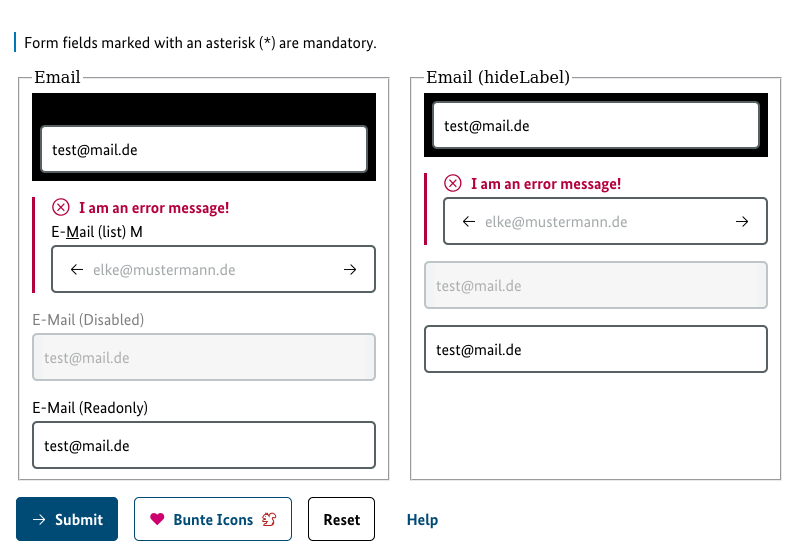 Form fields marked with an asterisk (*) are mandatory.
Email
test@mail.de
I am an error message!
E-Mail (list) M
elke@mustermann.de
E-Mail (Disabled)
test@mail.de
E-Mail (Readonly)
test@mail.de
Email (hideLabel)
test@mail.de
I am an error message!
elke@mustermann.de
test@mail.de
test@mail.de
Submit
Bunte Icons
Reset
Help